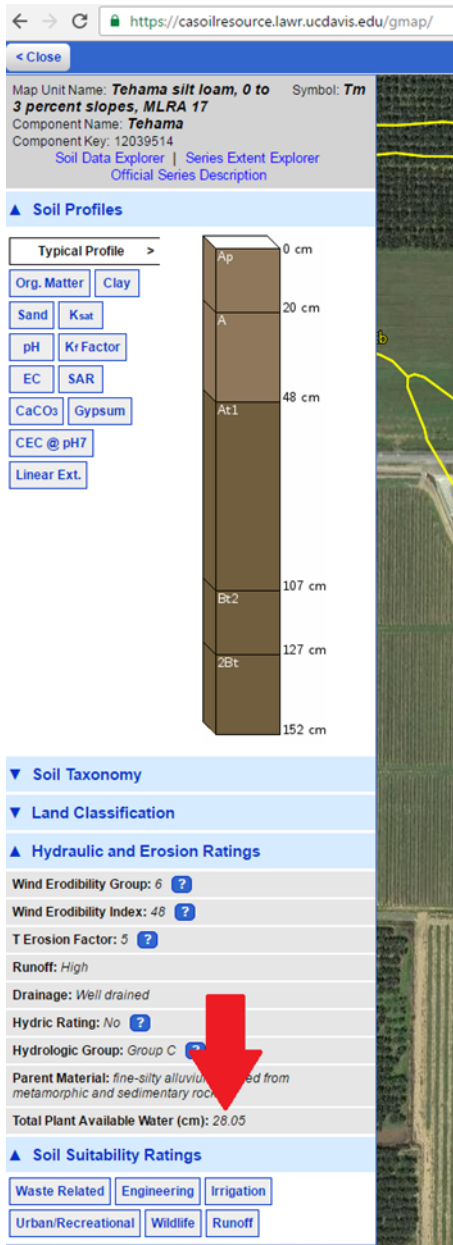 https://casoilresource.lawr.ucdavis.edu/gmap/
< Close
Map Unit Name: Tehama silt loam, 0 to Symbol: Tm
3 percent slopes, MLRA 17
Component Name: Tehama
Component Key: 12039514
Soil Data Explorer | Series Extent Explorer
Official Series Description
▲ Soil Profiles
Typical Profile >
Org. Matter Clay
Sand Ksat
pH Kf Factor
EC SAR
CaCO3 Gypsum
CEC @ pH7
Linear Ext.
0 cm
Ap
20 cm
A
48 cm
At1
107 cm
Bt2
127 cm
2Bt
152 cm
b
▼ Soil Taxonomy
▼ Land Classification
▲ Hydraulic and Erosion Ratings
Wind Erodibility Group: 6 ?
Wind Erodibility Index: 48 ?
T Erosion Factor: 5 ?
Runoff: High
Drainage: Well drained
Hydric Rating: No ?
Hydrologic Group: Group C ?
Parent Material: fine-silty from
metamorphic and sedimentary
Total Plant Available Water (cm): 28.05
▲ Soil Suitability Ratings
Waste Related Engineering Irrigation
Urban/Recreational Wildlife Runoff